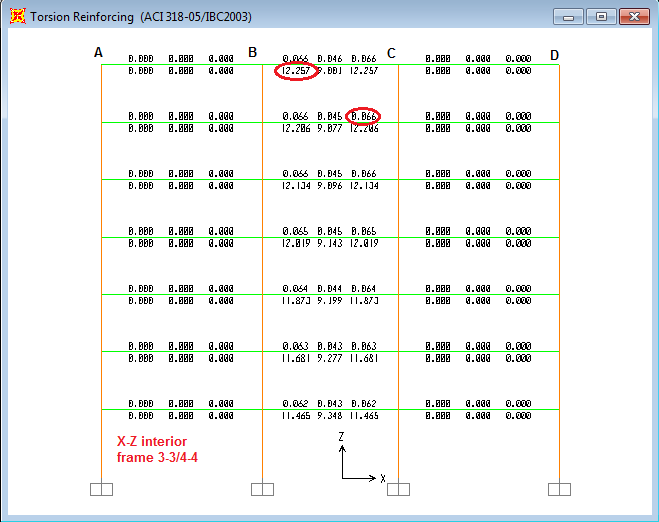 Torsion Reinforcing (ACI 318-05/IBC2003)
A B C D
0.000 0.000 0.000 0.066 0.046 0.066 0.000 0.000 0.000
0.000 0.000 0.000 12.257 9.001 12.257 0.000 0.000 0.000
0.000 0.000 0.000 0.066 0.045 0.066 0.000 0.000 0.000
0.000 0.000 0.000 12.206 9.077 12.206 0.000 0.000 0.000
0.000 0.000 0.000 0.066 0.045 0.066 0.000 0.000 0.000
0.000 0.000 0.000 12.134 9.096 12.134 0.000 0.000 0.000
0.000 0.000 0.000 0.065 0.045 0.065 0.000 0.000 0.000
0.000 0.000 0.000 12.019 9.143 12.019 0.000 0.000 0.000
0.000 0.000 0.000 0.064 0.044 0.064 0.000 0.000 0.000
0.000 0.000 0.000 11.873 9.199 11.873 0.000 0.000 0.000
0.000 0.000 0.000 0.063 0.043 0.063 0.000 0.000 0.000
0.000 0.000 0.000 11.681 9.277 11.681 0.000 0.000 0.000
0.000 0.000 0.000 0.062 0.043 0.062 0.000 0.000 0.000
0.000 0.000 0.000 11.465 9.348 11.465 0.000 0.000 0.000
X-Z interior
frame 3-3/4-4
Z
X